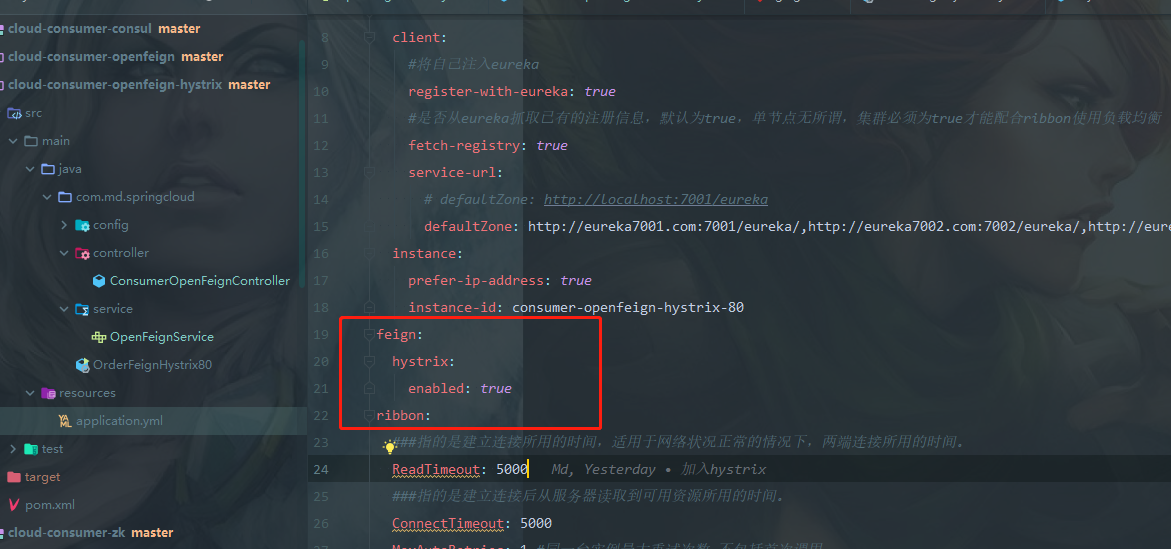 cloud-consumer-consul master
cloud-consumer-openfeign master
cloud-consumer-openfeign-hystrix master
src
main
java
com.md.springcloud
config
controller
ConsumerOpenFeignController
service
OpenFeignService
OrderFeignHystrix80
resources
application.yml
test
target
pom.xml
cloud-consumer-zk master
8 client:
9 #将自己注入eureka
10 register-with-eureka: true
11 #是否从eureka抓取已有的注册信息，默认为true，单节点无所谓，集群必须为true才能配合ribbon使用负载均衡
12 fetch-registry: true
13 service-url:
14 # defaultZone: http://localhost:7001/eureka
15 defaultZone: http://eureka7001.com:7001/eureka/,http://eureka7002.com:7002/eureka/,http://eure
16 instance:
17 prefer-ip-address: true
18 instance-id: consumer-openfeign-hystrix-80
19 feign:
20 hystrix:
21 enabled: true
22 ribbon:
23 ###指的是建立连接所用的时间，适用于网络状况正常的情况下，两端连接所用的时间.
24 ReadTimeout: 5000 Md, Yesterday • 加入hystrix
25 ###指的是建立连接后从服务器读取到可用资源所用的时间.
26 ConnectTimeout: 5000